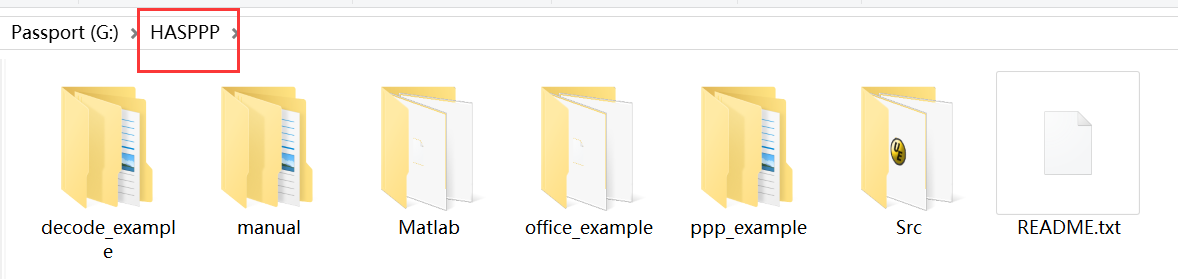 Passport (G:) > HASPPP >
decode_exampl
e
manual
Matlab
office_example
ppp_example
Src
README.txt